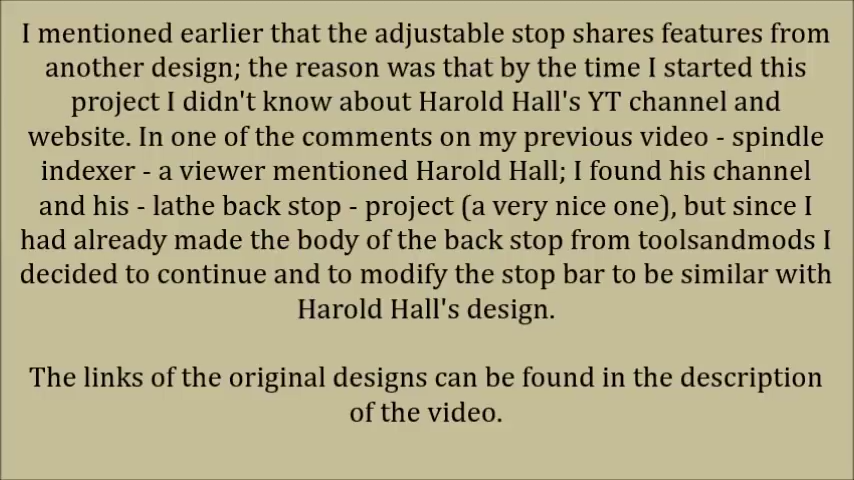 I mentioned earlier that the adjustable stop shares features from
another design; the reason was that by the time I started this
project I didn't know about Harold Hall's YT channel and
website. In one of the comments on my previous video - spindle
indexer - a viewer mentioned Harold Hall; I found his channel
and his - lathe back stop - project (a very nice one), but since I
had already made the body of the back stop from toolsandmods I
decided to continue and to modify the stop bar to be similar with
Harold Hall's design.
The links of the original designs can be found in the description
of the video.